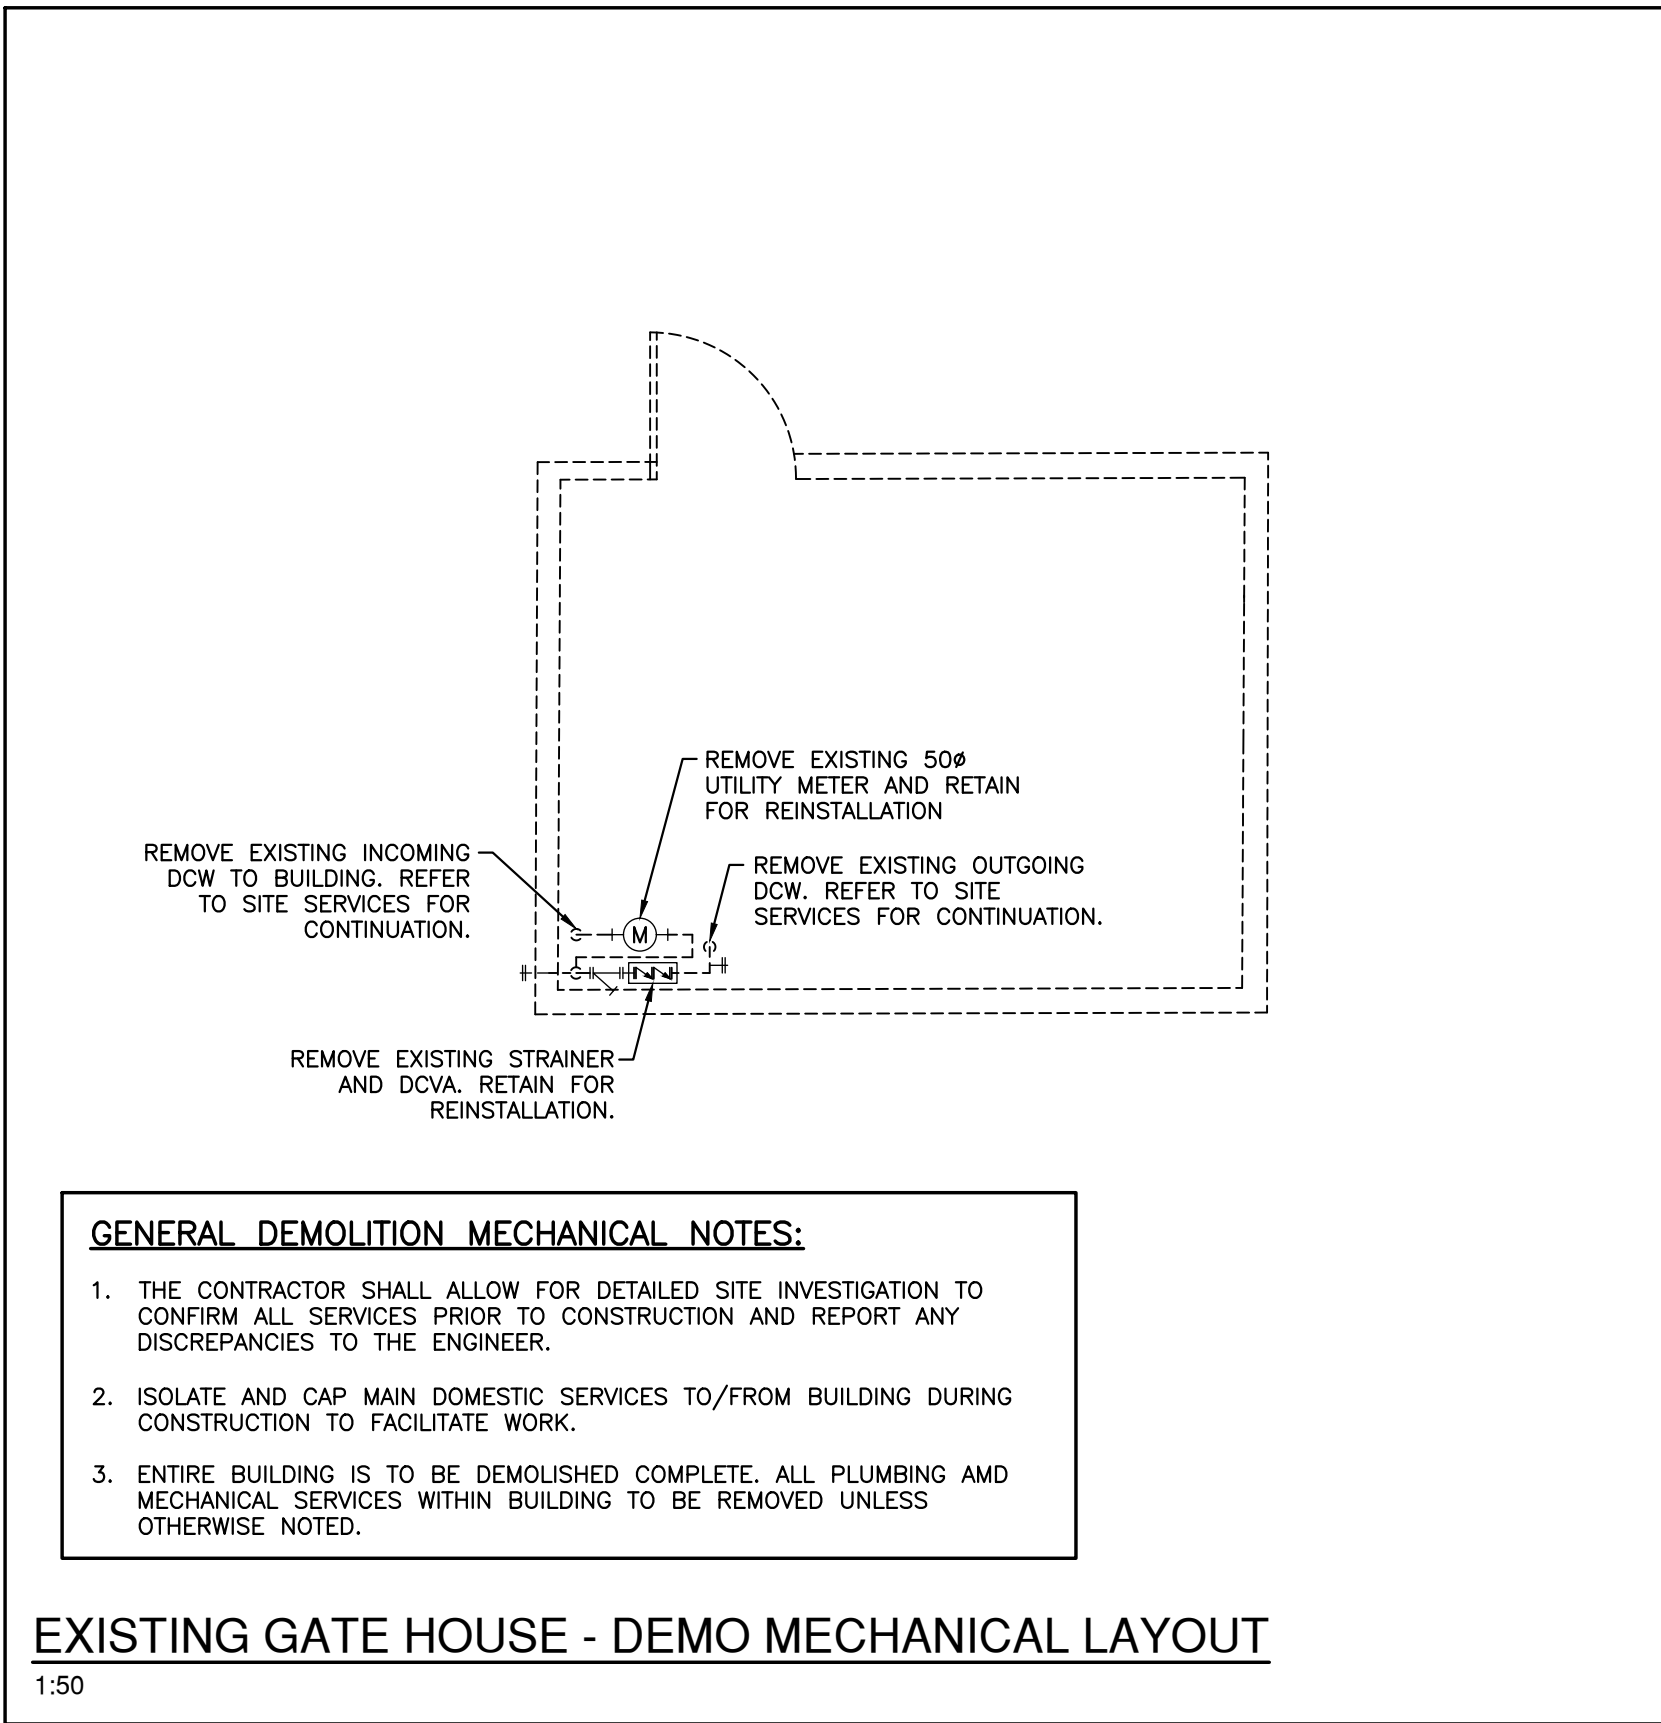 REMOVE EXISTING 50ø
UTILITY METER AND RETAIN
FOR REINSTALLATION
REMOVE EXISTING INCOMING
DCW TO BUILDING. REFER
TO SITE SERVICES FOR
CONTINUATION.
REMOVE EXISTING OUTGOING
DCW. REFER TO SITE
SERVICES FOR CONTINUATION.
M
REMOVE EXISTING STRAINER
AND DCVA. RETAIN FOR
REINSTALLATION.
GENERAL DEMOLITION MECHANICAL NOTES:
1. THE CONTRACTOR SHALL ALLOW FOR DETAILED SITE INVESTIGATION TO
CONFIRM ALL SERVICES PRIOR TO CONSTRUCTION AND REPORT ANY
DISCREPANCIES TO THE ENGINEER.
2. ISOLATE AND CAP MAIN DOMESTIC SERVICES TO/FROM BUILDING DURING
CONSTRUCTION TO FACILITATE WORK.
3. ENTIRE BUILDING IS TO BE DEMOLISHED COMPLETE. ALL PLUMBING AMD
MECHANICAL SERVICES WITHIN BUILDING TO BE REMOVED UNLESS
OTHERWISE NOTED.
EXISTING GATE HOUSE - DEMO MECHANICAL LAYOUT
1:50